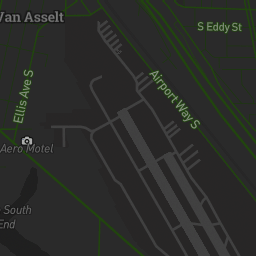 Van Asselt
S Eddy St
Ellis Ave S
Airport Way S
Aero Motel
South
End